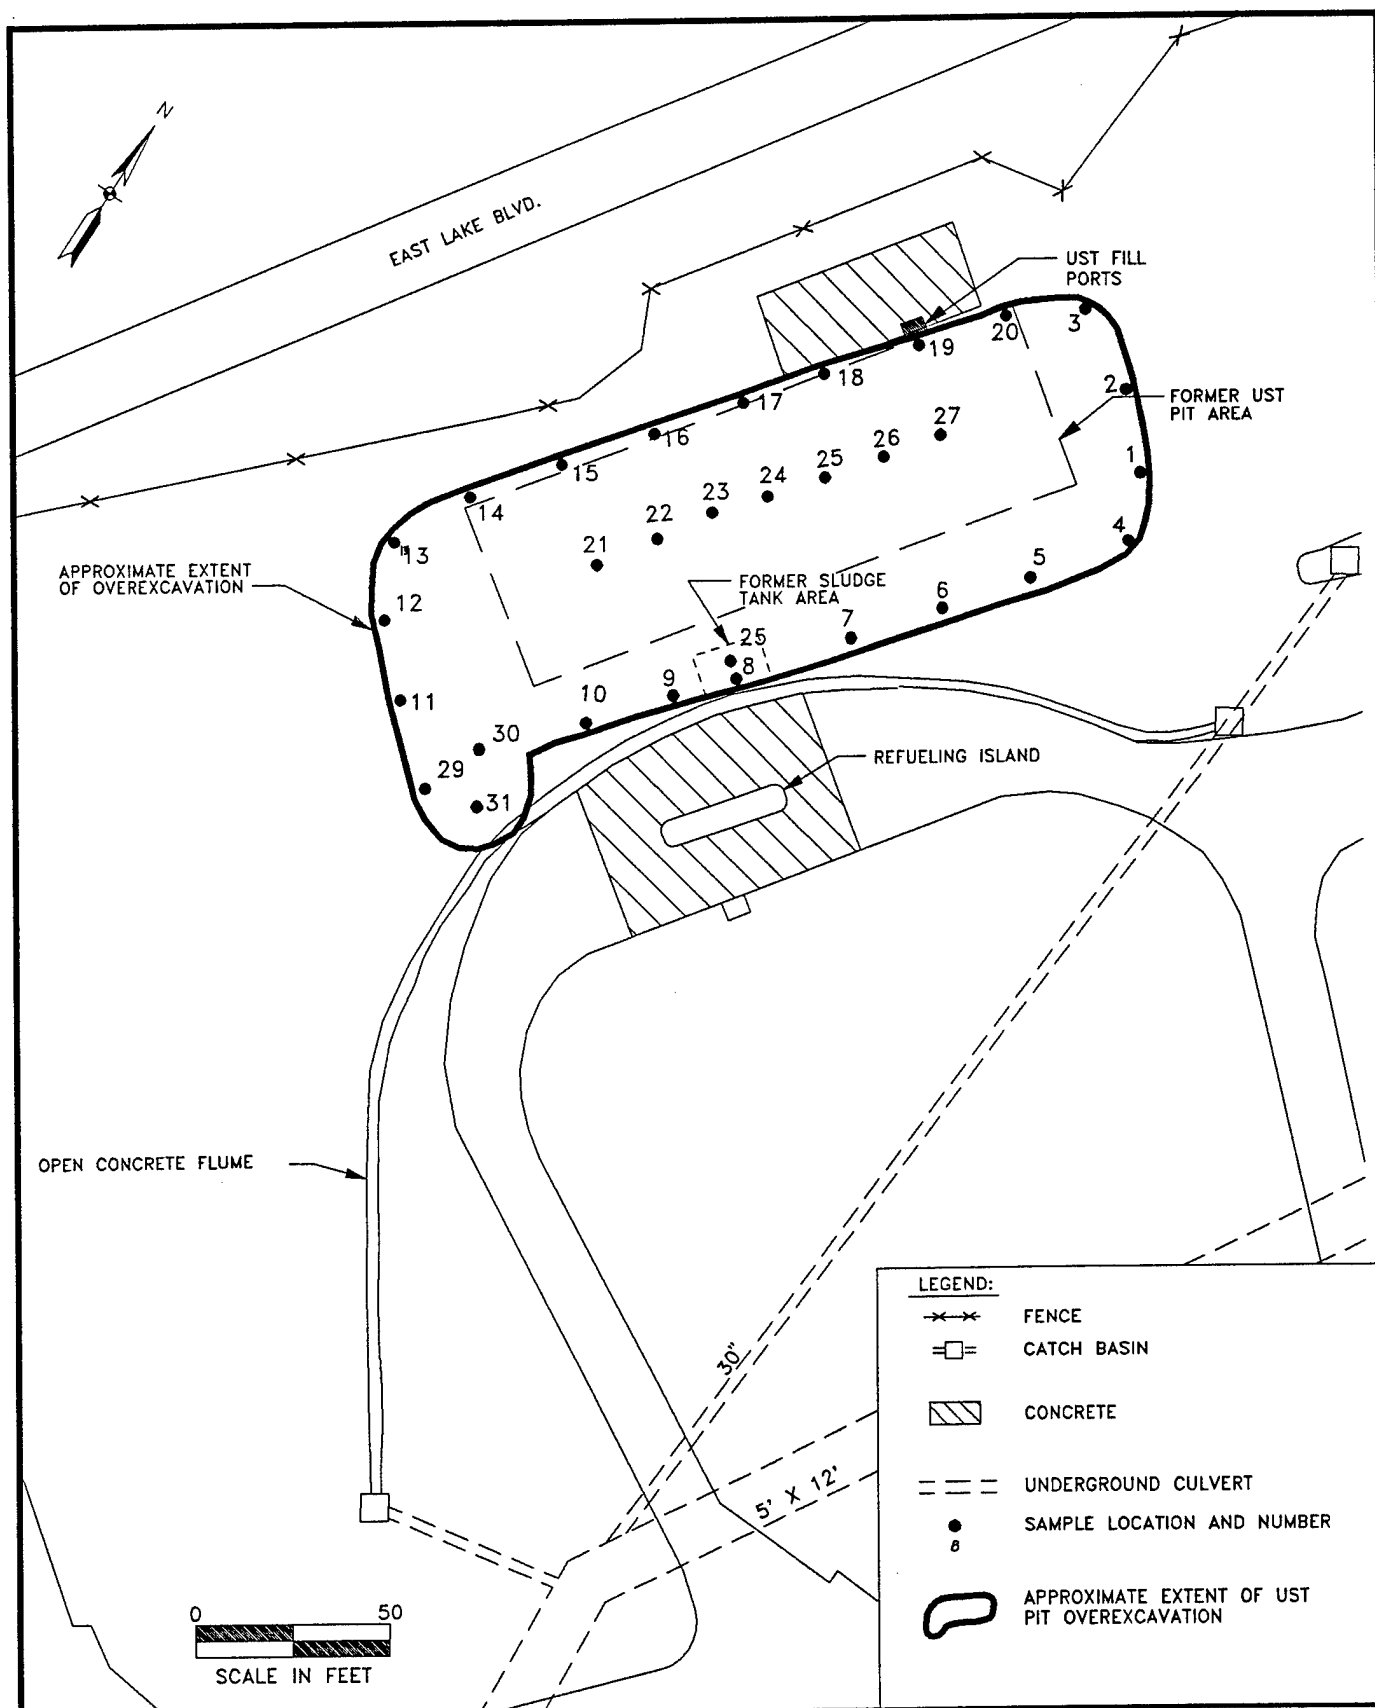 N
EAST LAKE BLVD.
UST FILL
PORTS
3
20
19
18
2
FORMER UST
PIT AREA
17
27
16
26
1
15
25
24
14
23
22
4
13
21
5
APPROXIMATE EXTENT
OF OVEREXCAVATION
FORMER SLUDGE
TANK AREA
12
6
7
25
8
9
11
10
30
REFUELING ISLAND
29
31
OPEN CONCRETE FLUME
30"
5' X 12'
0 50
SCALE IN FEET
LEGEND:
FENCE
CATCH BASIN
CONCRETE
UNDERGROUND CULVERT
SAMPLE LOCATION AND NUMBER
8
APPROXIMATE EXTENT OF UST
PIT OVEREXCAVATION